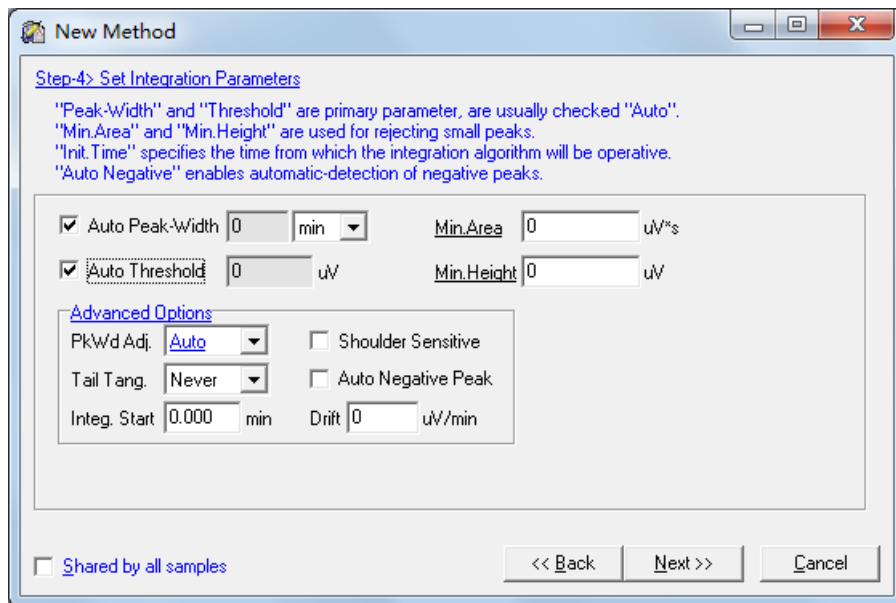 New Method
Step-4> Set Integration Parameters
"Peak-Width" and "Threshold" are primary parameter, are usually checked "Auto".
"Min.Area" and "Min.Height" are used for rejecting small peaks.
"Init.Time" specifies the time from which the integration algorithm will be operative.
"Auto Negative" enables automatic-detection of negative peaks.
Auto Peak-Width 0 min Min.Area 0 uV*s
Auto Threshold 0 uV Min.Height 0 uV
Advanced Options
PkWd Adj. Auto Shoulder Sensitive
Tail Tang. Never Auto Negative Peak
Integ. Start 0.000 min Drift 0 uV/min
Shared by all samples << Back Next >> Cancel